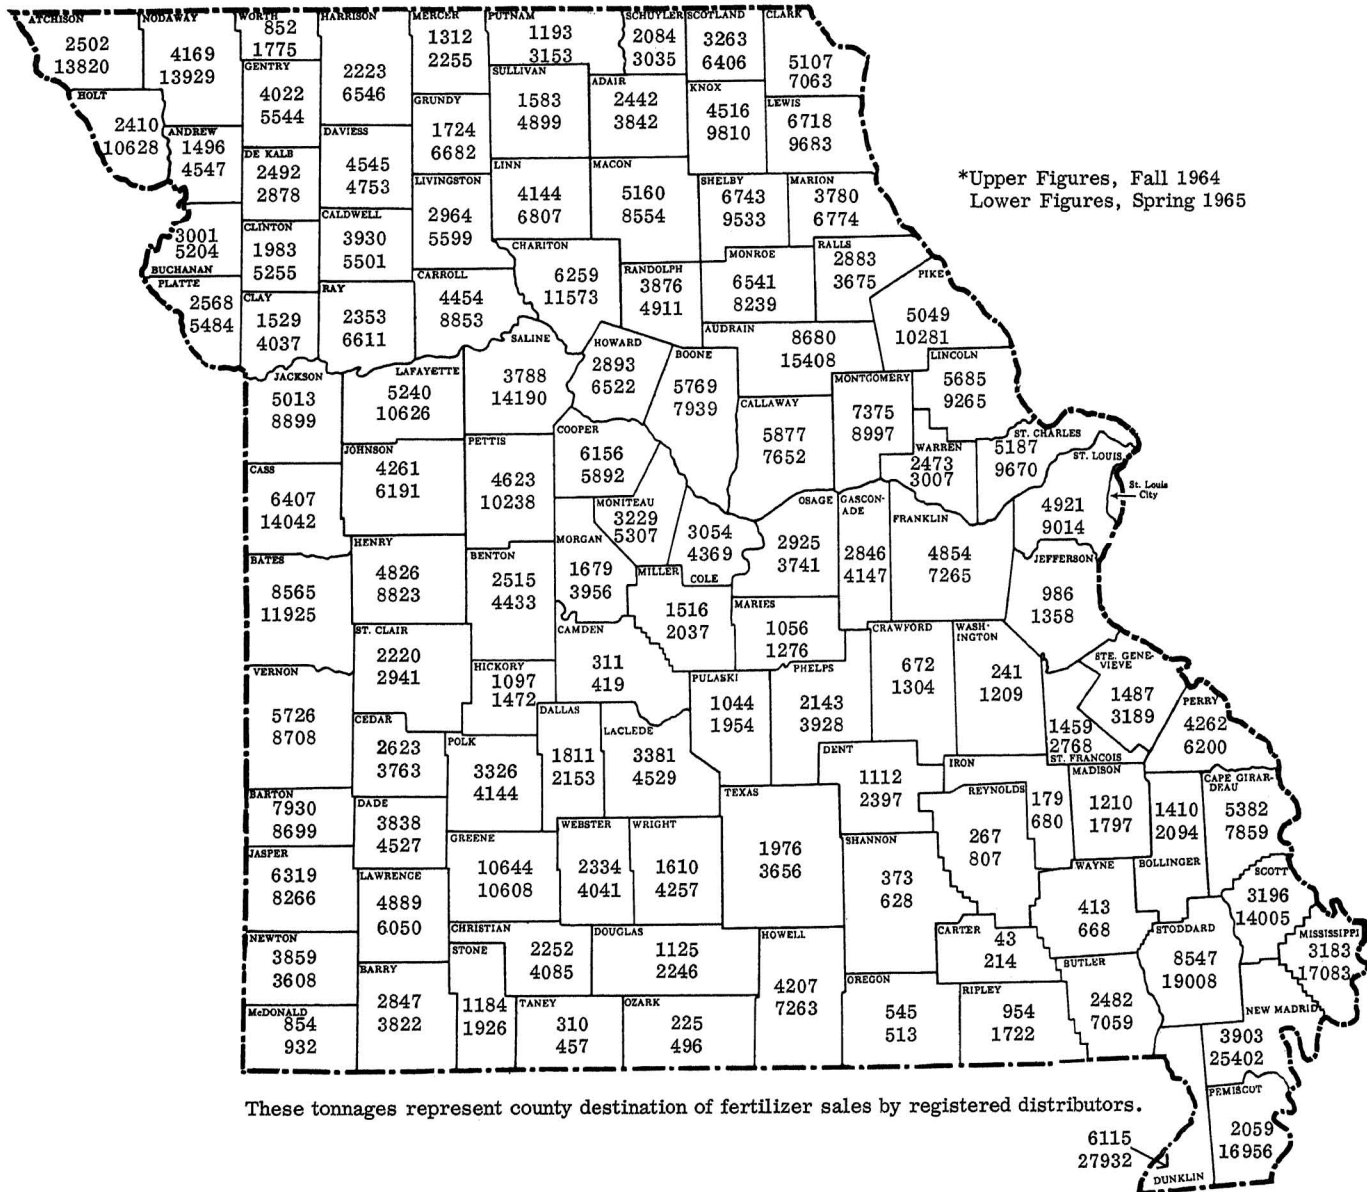 ATCHISON
2502
13820
NODAWAY
4169
13929
WORTH
852
1775
HARRISON
2223
6546
MERCER
1312
2255
PUTNAM
1193
3153
SCHUYLER
2084
3035
SCOTLAND
3263
6406
CLARK
5107
7063
GENTRY
4022
5544
SULLIVAN
1583
4899
ADAIR
2442
3842
KNOX
4516
9810
LEWIS
6718
9683
HOLT
2410
10628
ANDREW
1496
4547
DE KALB
2492
2878
DAVIESS
4545
4753
GRUNDY
1724
6682
LINN
4144
6807
MACON
5160
8554
SHELBY
6743
9533
MARION
3780
6774
*Upper Figures, Fall 1964
Lower Figures, Spring 1965
LIVINGSTON
2964
5599
3001
5204
BUCHANAN
CLINTON
1983
5255
CALDWELL
3930
5501
CHARITON
6259
11573
RANDOLPH
3876
4911
MONROE
6541
8239
RALLS
2883
3675
PIKE
5049
10281
PLATTE
2568
5484
CLAY
1529
4037
RAY
2353
6611
CARROLL
4454
8853
AUDRAIN
8680
15408
SALINE
3788
14190
HOWARD
2893
6522
BOONE
5769
7939
LINCOLN
5685
9265
JACKSON
5013
8899
LAFAYETTE
5240
10626
CALLAWAY
5877
7652
MONTGOMERY
7375
8997
COOPER
6156
5892
WARREN
2473
3007
ST. CHARLES
5187
9670
ST. LOUIS
4921
9014
St. Louis
City
CASS
6407
14042
JOHNSON
4261
6191
PETTIS
4623
10238
MONITEAU
3229
5307
3054
4369
COLE
OSAGE
2925
3741
GASCON-
ADE
2846
4147
FRANKLIN
4854
7265
JEFFERSON
986
1358
BATES
8565
11925
HENRY
4826
8823
BENTON
2515
4433
MORGAN
1679
3956
MILLER
1516
2037
MARIES
1056
1276
ST. CLAIR
2220
2941
CAMDEN
311
419
CRAWFORD
672
1304
WASH-
INGTON
241
1209
STE. GENE-
VIEVE
1487
3189
VERNON
5726
8708
HICKORY
1097
1472
PULASKI
1044
1954
PHELPS
2143
3928
1459
2768
ST. FRANCOIS
PERRY
4262
6200
CEDAR
2623
3763
POLK
3326
4144
DALLAS
1811
2153
LACLEDE
3381
4529
DENT
1112
2397
IRON
179
680
MADISON
1210
1797
1410
2094
BOLLINGER
CAPE GIRAR-
DEAU
5382
7859
BARTON
7930
8699
DADE
3838
4527
TEXAS
1976
3656
REYNOLDS
267
807
GREENE
10644
10608
WEBSTER
2334
4041
WRIGHT
1610
4257
SHANNON
373
628
JASPER
6319
8266
LAWRENCE
4889
6050
WAYNE
413
668
SCOTT
3196
14005
CHRISTIAN
2252
4085
DOUGLAS
1125
2246
HOWELL
4207
7263
CARTER
43
214
STODDARD
8547
19008
MISSISSIPPI
3183
17083
NEWTON
3859
3608
BARRY
2847
3822
STONE
1184
1926
BUTLER
2482
7059
OREGON
545
513
RIPLEY
954
1722
NEW MADRID
3903
25402
McDONALD
854
932
TANEY
310
457
OZARK
225
496
PEMISCOT
2059
16956
These tonnages represent county destination of fertilizer sales by registered distributors.
6115
27932
DUNKLIN